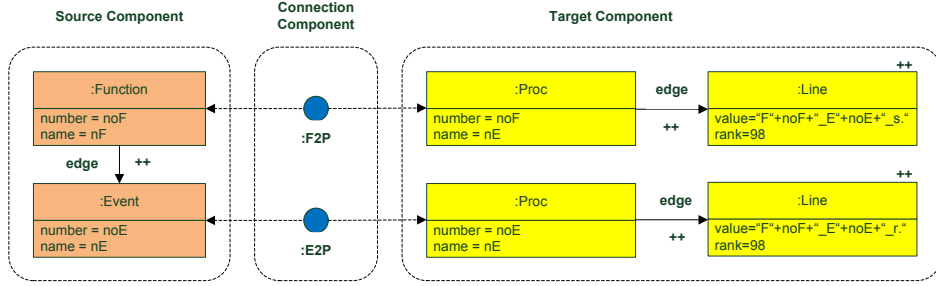 Source Component
Connection
Component
Target Component
:Function
number = noF
name = nF
:F2P
:Proc
number = noF
name = nE
edge
++
++
:Line
value="F"+noF+"_E"+noE+"_s."
rank=98
edge ++
:Event
number = noE
name = nE
:E2P
:Proc
number = noE
name = nE
edge
++
++
:Line
value="F"+noF+"_E"+noE+"_r."
rank=98